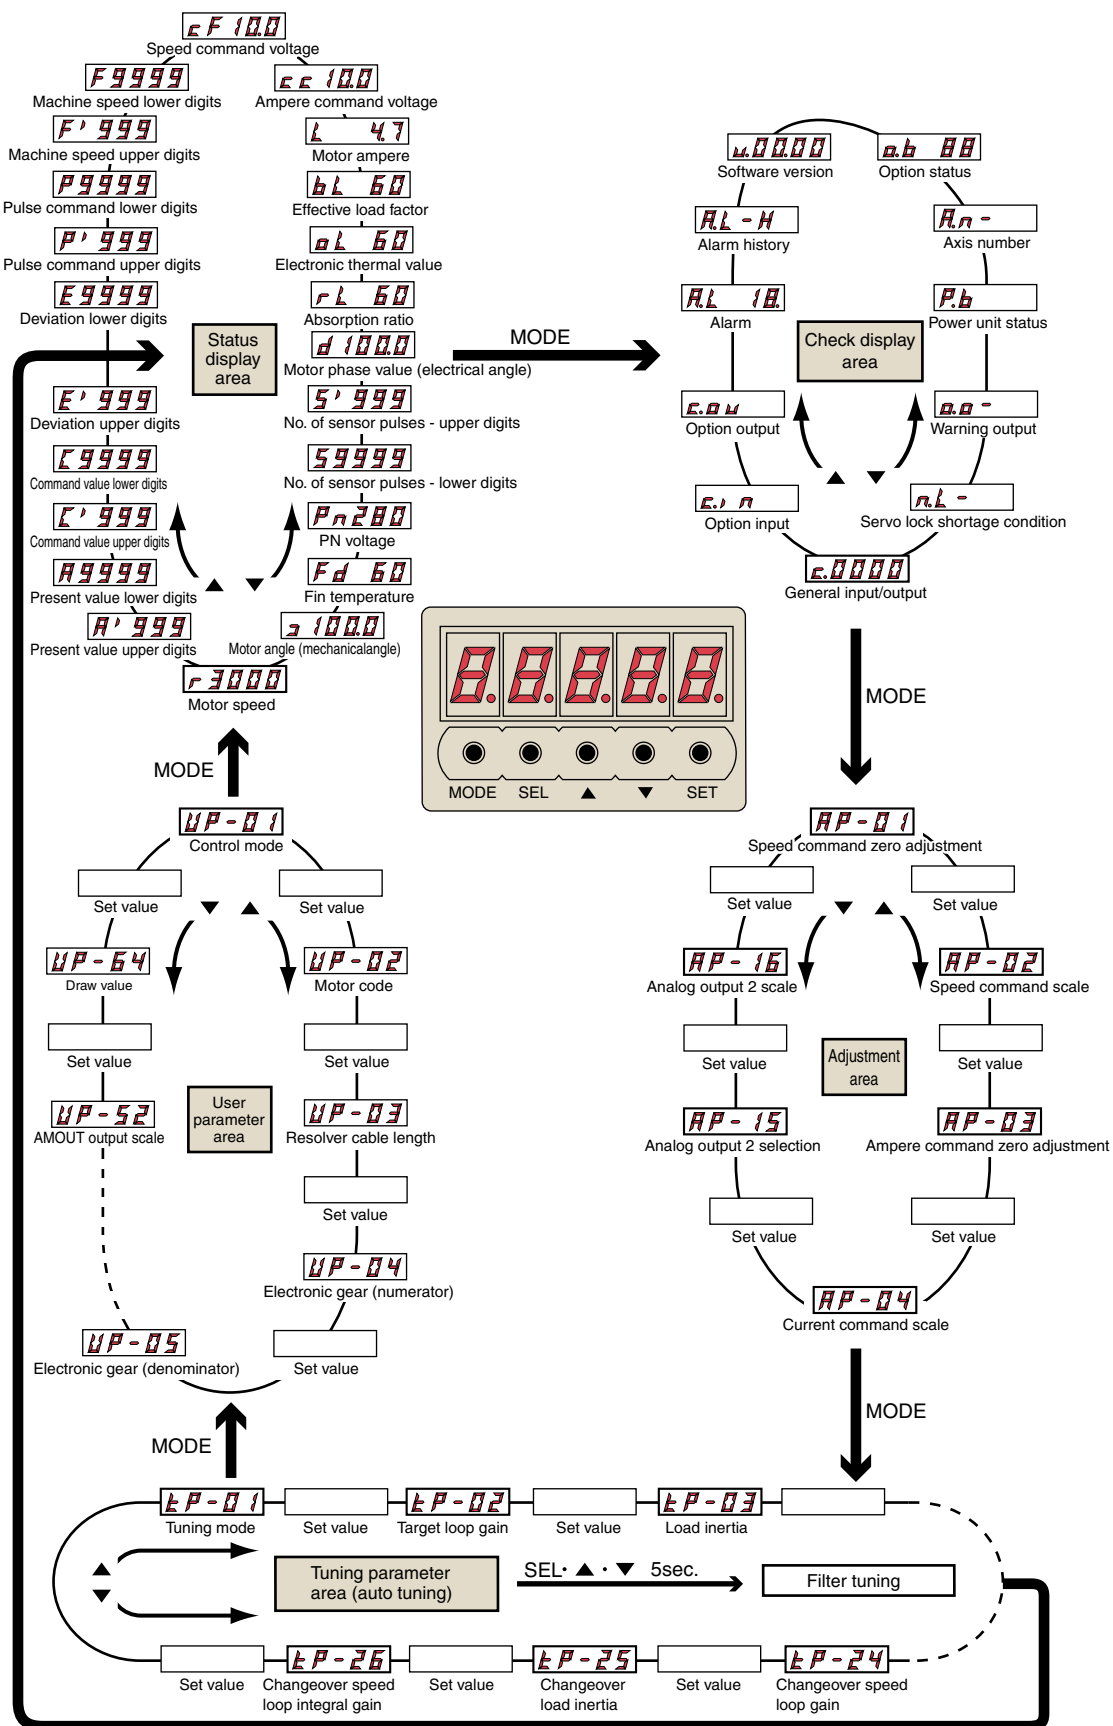 cF 10.0
Speed command voltage
F9999
Machine speed lower digits
F' 999
Machine speed upper digits
P9999
Pulse command lower digits
P' 999
Pulse command upper digits
E9999
Deviation lower digits
E' 999
Deviation upper digits
C9999
Command value lower digits
C' 999
Command value upper digits
A9999
Present value lower digits
A' 999
Present value upper digits
cc 10.0
Ampere command voltage
L 4.7
Motor ampere
bL 60
Effective load factor
oL 60
Electronic thermal value
rL 60
Absorption ratio
d 100.0
Motor phase value (electrical angle)
S' 999
No. of sensor pulses - upper digits
S9999
No. of sensor pulses - lower digits
Pn280
PN voltage
Fd 60
Fin temperature
100.0
Motor angle (mechanicalangle)
r3000
Motor speed
Status
display
area
▲ ▼
MODE
u.00.00
Software version
o.b 88
Option status
A.L-H
Alarm history
A.n-
Axis number
A.L 18.
Alarm
P.b
Power unit status
Check display
area
c.ou
Option output
o.o-
Warning output
▲ ▼
c.in
Option input
n.L-
Servo lock shortage condition
c.0000
General input/output
MODE
8.8.8.8.8.
MODE SEL ▲ ▼ SET
MODE
UP-01
Control mode
Set value
Set value
▼ ▲
UP-64
Draw value
UP-02
Motor code
Set value
Set value
UP-52
AMOUT output scale
User
parameter
area
UP-03
Resolver cable length
Set value
UP-04
Electronic gear (numerator)
UP-05
Electronic gear (denominator)
Set value
AP-01
Speed command zero adjustment
Set value
Set value
▼ ▲
AP-16
Analog output 2 scale
AP-02
Speed command scale
Set value
Adjustment
area
Set value
AP-15
Analog output 2 selection
AP-03
Ampere command zero adjustment
Set value
Set value
AP-04
Current command scale
MODE
MODE
tP-01
Tuning mode
Set value
tP-02
Target loop gain
Set value
tP-03
Load inertia
▲
▼
Tuning parameter
area (auto tuning)
SEL・▲・▼ 5sec.
Filter tuning
Set value
tP-26
Changeover speed
loop integral gain
Set value
tP-25
Changeover
load inertia
Set value
tP-24
Changeover speed
loop gain